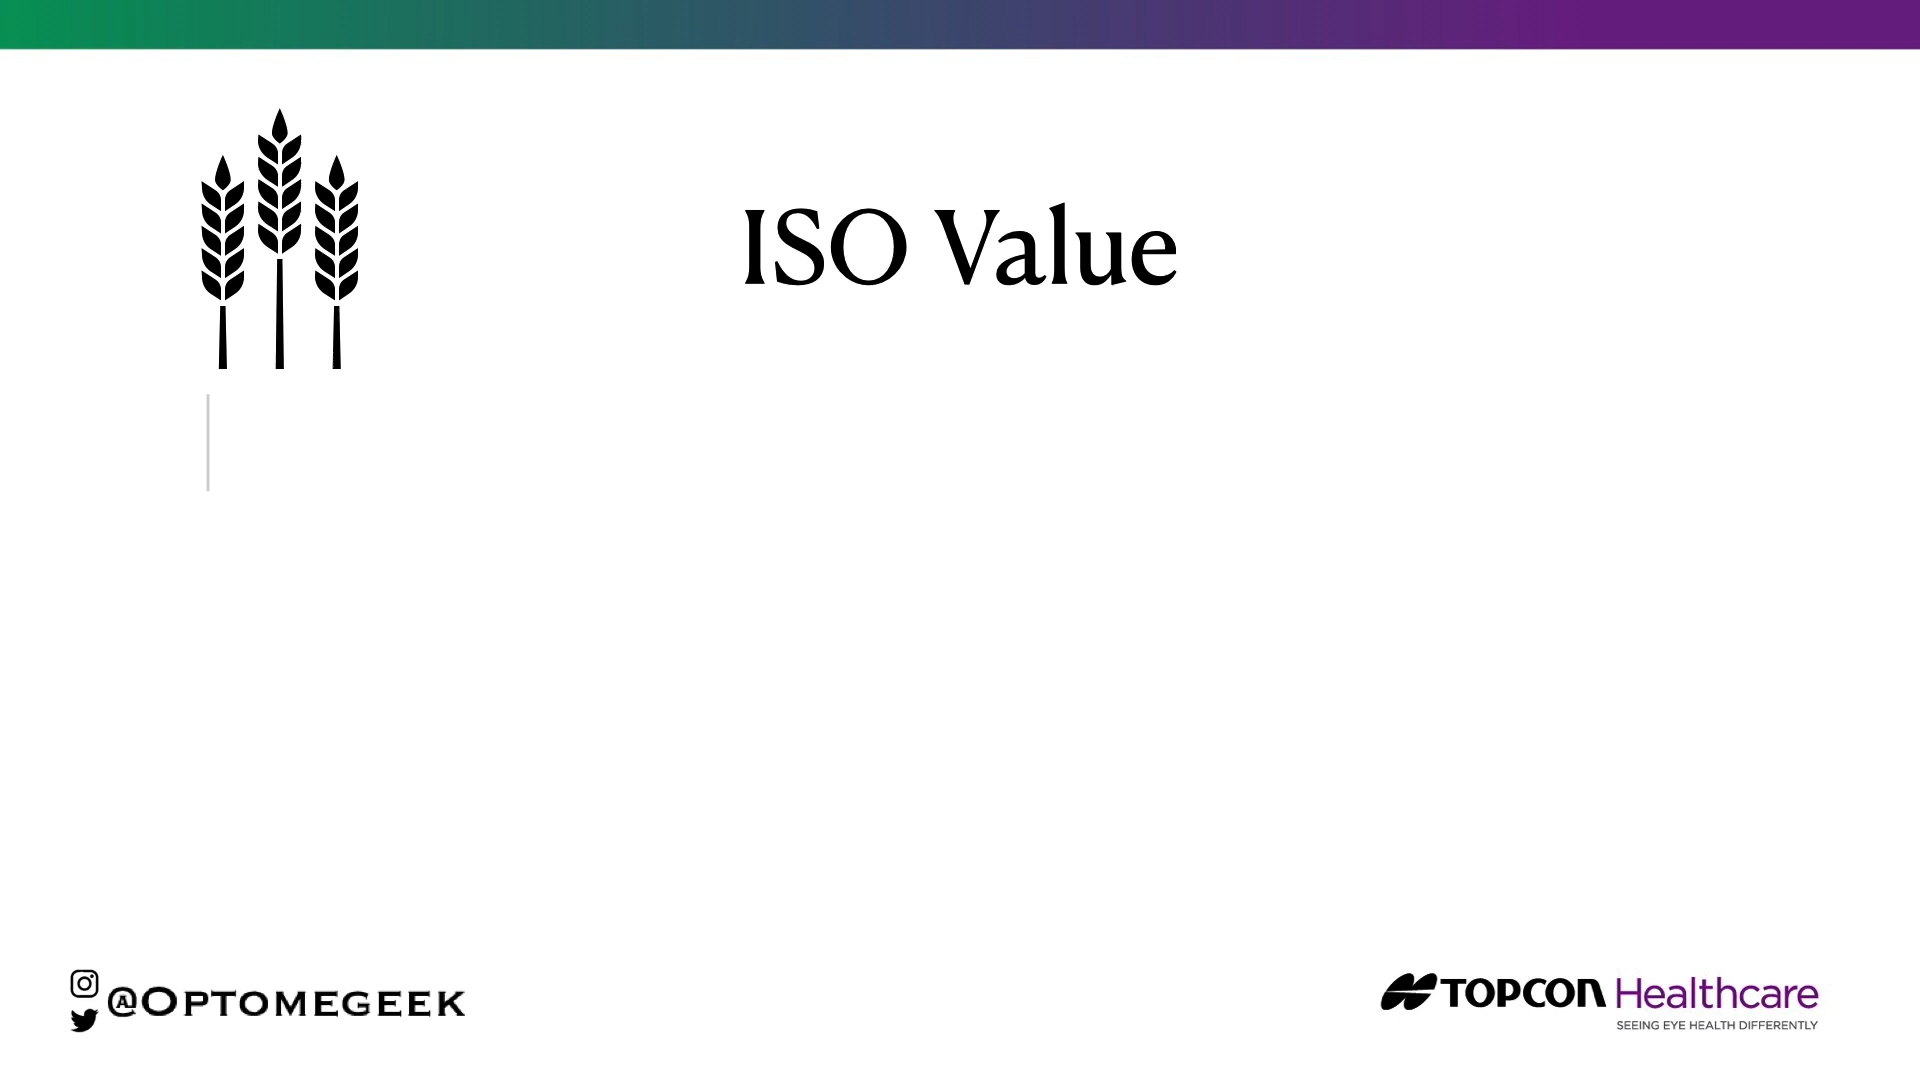 ISO Value
@OPTOMEGEEK
TOPCON Healthcare
SEEING EYE HEALTH DIFFERENTLY